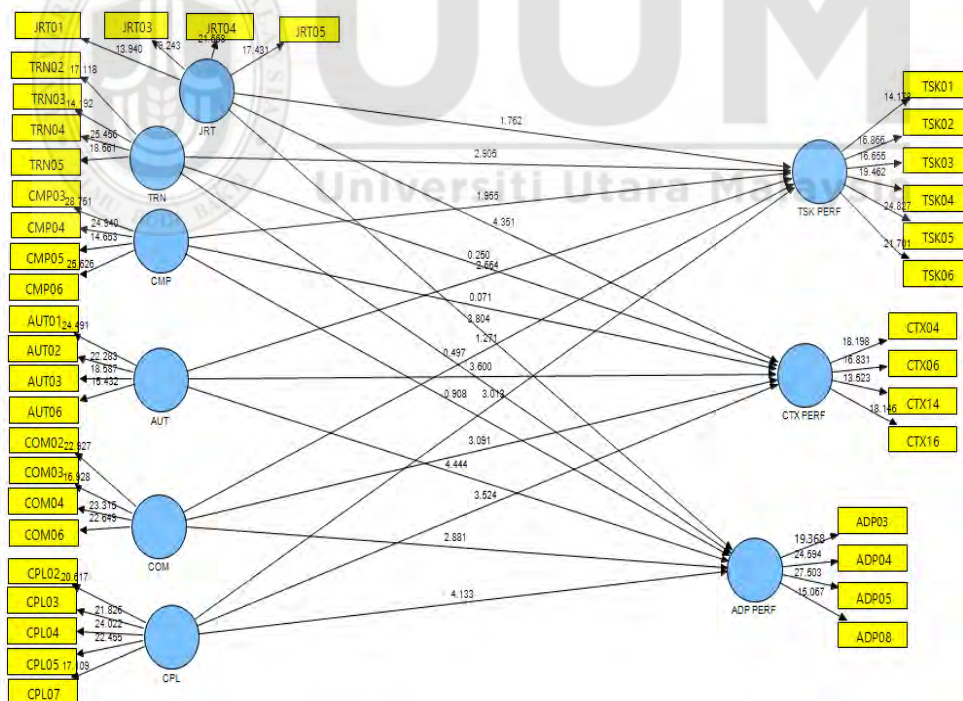 UUM
Universiti Utara Malaysia
JRT01
JRT03
JRT04
JRT05
13.940
19.243
21.668
17.431
JRT
TRN02
TRN03
TRN04
TRN05
17.118
14.192
25.456
18.661
TRN
CMP03
CMP04
CMP05
CMP06
28.761
24.940
14.663
25.626
CMP
AUT01
AUT02
AUT03
AUT06
24.491
22.283
18.587
15.432
AUT
COM02
COM03
COM04
COM06
22.827
16.928
23.315
22.643
COM
CPL02
CPL03
CPL04
CPL05
CPL07
20.617
21.826
24.022
22.455
17.109
CPL
1.762
2.905
1.955
4.351
0.250
2.664
0.071
3.804
1.271
0.497
3.600
0.908
3.013
3.091
4.444
3.524
2.881
4.133
TSK PERF
TSK01
TSK02
TSK03
TSK04
TSK05
TSK06
16.866
16.655
19.462
24.827
21.701
CTX PERF
CTX04
CTX06
CTX14
CTX16
18.198
16.831
13.523
18.146
ADP PERF
ADP03
ADP04
ADP05
ADP08
19.368
24.594
27.503
15.067